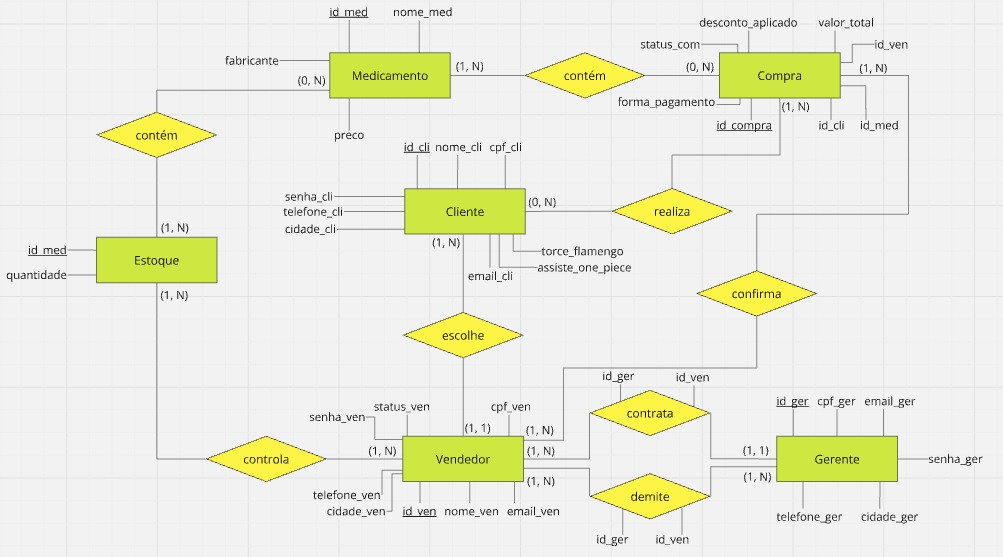 id_med
nome_med
fabricante
Medicamento
(1, N)
(0, N)
preco
contém
desconto_aplicado
valor_total
status_com
id_ven
(0, N)
Compra
(1, N)
forma_pagamento
(1, N)
id_compra
id_cli
id_med
contém
id_cli
nome_cli
cpf_cli
senha_cli
telefone_cli
cidade_cli
Cliente
(0, N)
realiza
(1, N)
torce_flamengo
assiste_one_piece
email_cli
(1, N)
id_med
quantidade
Estoque
(1, N)
confirma
escolhe
id_ger
id_ven
contrata
status_ven
cpf_ven
senha_ven
(1, 1)
(1, N)
(1, N)
Vendedor
(1, N)
(1, N)
controla
telefone_ven
cidade_ven
id_ven
nome_ven
email_ven
id_ger
cpf_ger
email_ger
(1, 1)
Gerente
senha_ger
(1, N)
demite
telefone_ger
cidade_ger
id_ger
id_ven